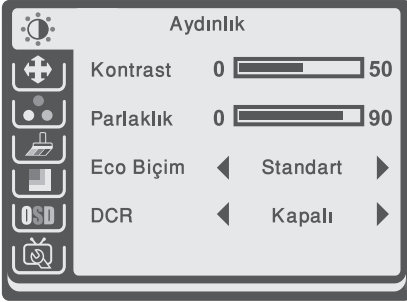 Aydınlık
Kontrast 0 50
Parlaklık 0 90
Eco Biçim Standart
DCR Kapalı
OSD